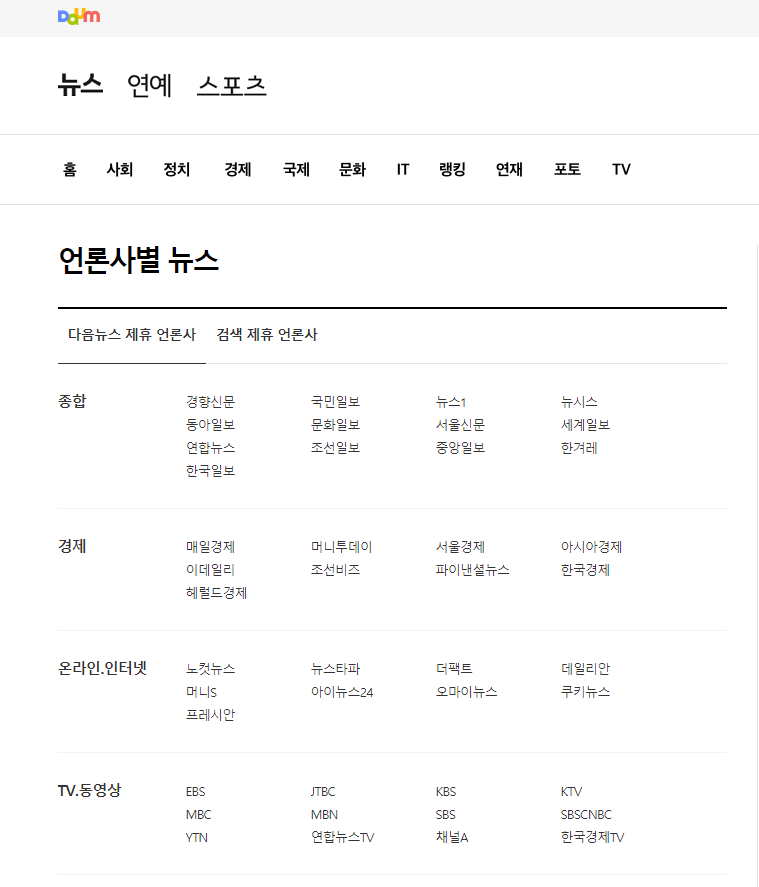 Daum
뉴스 연예 스포츠
홈 사회 정치 경제 국제 문화 IT 랭킹 연재 포토 TV
언론사별 뉴스
다음뉴스 제휴 언론사 검색 제휴 언론사
종합 경향신문 국민일보 뉴스1 뉴시스
동아일보 문화일보 서울신문 세계일보
연합뉴스 조선일보 중앙일보 한겨레
한국일보
경제 매일경제 머니투데이 서울경제 아시아경제
이데일리 조선비즈 파이낸셜뉴스 한국경제
헤럴드경제
온라인.인터넷 노컷뉴스 뉴스타파 더팩트 데일리안
머니S 아이뉴스24 오마이뉴스 쿠키뉴스
프레시안
TV.동영상 EBS JTBC KBS KTV
MBC MBN SBS SBSCNBC
YTN 연합뉴스TV 채널A 한국경제TV